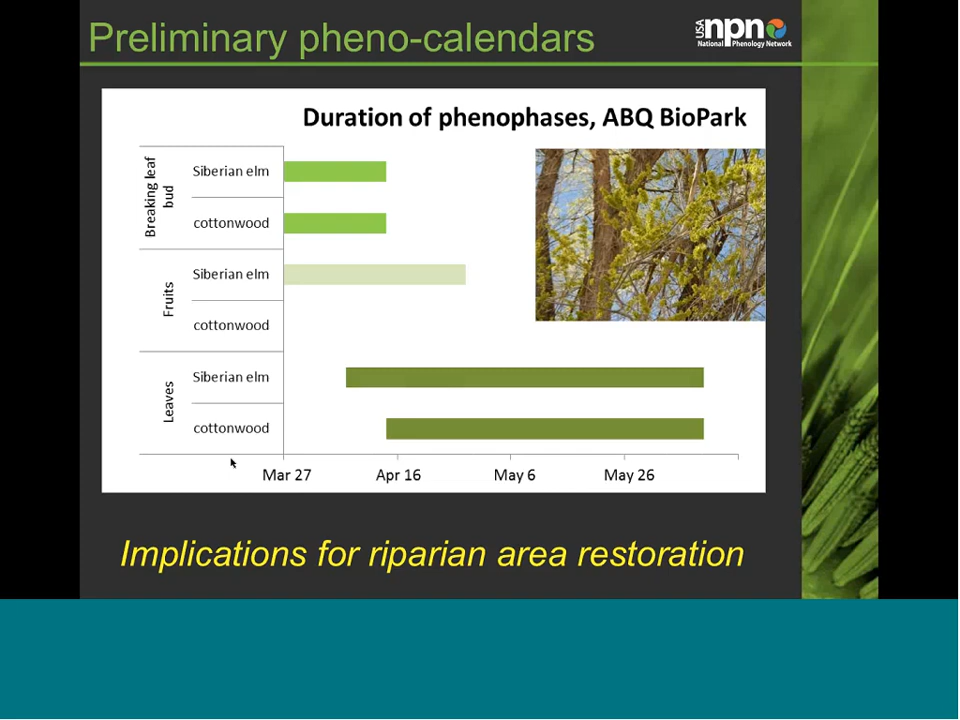 Preliminary pheno-calendars
USA npn
National Phenology Network
Duration of phenophases, ABQ BioPark
Breaking leaf
bud
Siberian elm
cottonwood
Fruits
Siberian elm
cottonwood
Leaves
Siberian elm
cottonwood
Mar 27 Apr 16 May 6 May 26
Implications for riparian area restoration